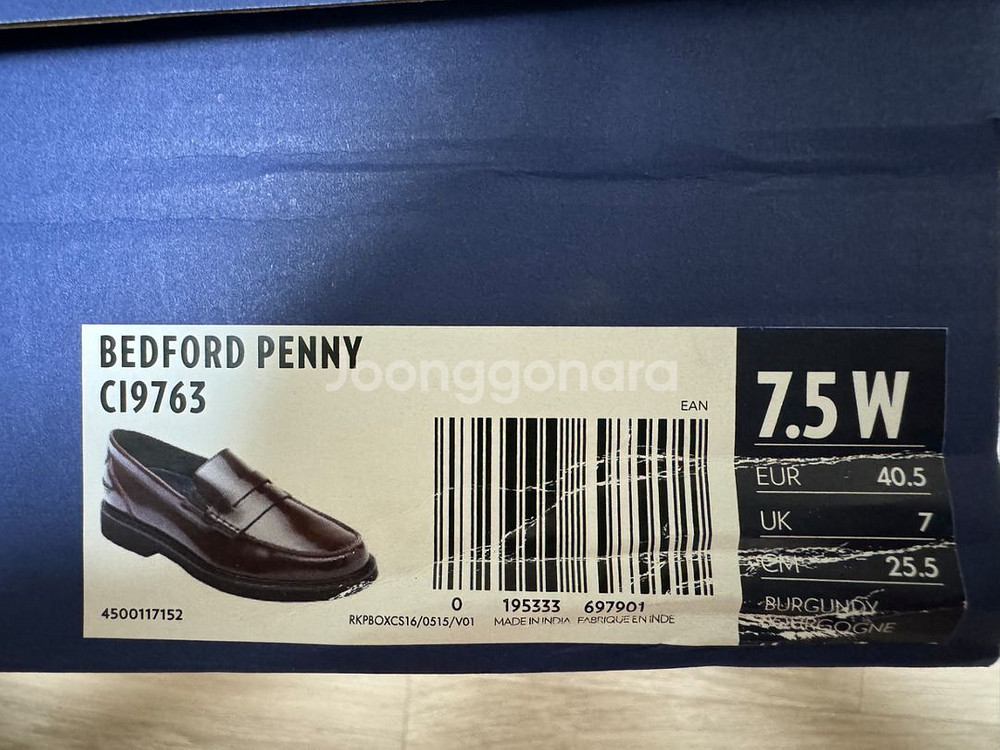 BEDFORD PENNY
CI9763
Joonggonara
EAN
0 195333 697901
4500117152
RKPBOXCS16/0515/V01
MADE IN INDIA FABRIQUE EN INDE
7.5 W
EUR 40.5
UK 7
CM 25.5
BURGUNDY
BOURGOGNE